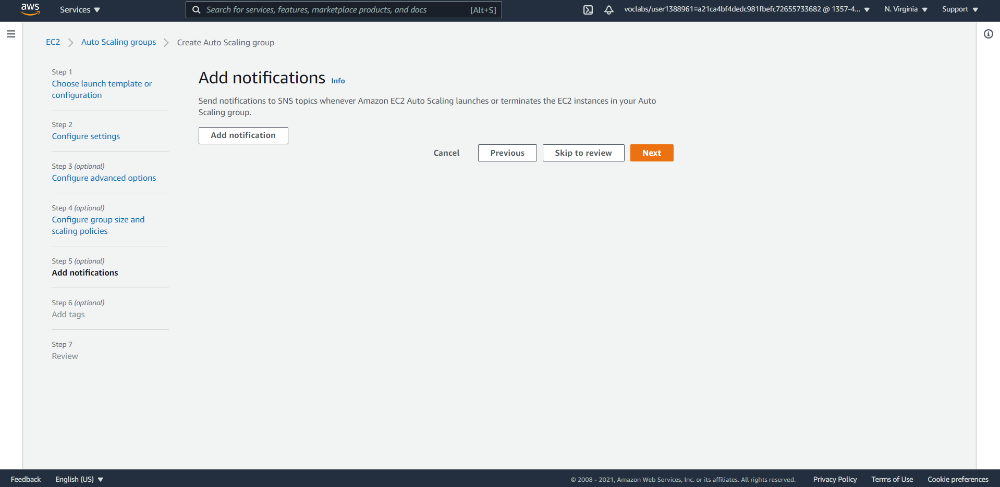 aws
Services
Search for services, features, marketplace products, and docs [Alt+S]
voclabs/user1388961=a21ca4bf4dedc981fbefc72655733682 @ 1357-4...
N. Virginia
Support
EC2
Auto Scaling groups
Create Auto Scaling group
Step 1
Choose launch template or
configuration
Step 2
Configure settings
Step 3 (optional)
Configure advanced options
Step 4 (optional)
Configure group size and
scaling policies
Step 5 (optional)
Add notifications
Step 6 (optional)
Add tags
Step 7
Review
Add notifications Info
Send notifications to SNS topics whenever Amazon EC2 Auto Scaling launches or terminates the EC2 instances in your Auto
Scaling group.
Add notification
Cancel
Previous
Skip to review
Next
Feedback
English (US)
© 2008 - 2021, Amazon Web Services, Inc. or its affiliates. All rights reserved.
Privacy Policy
Terms of Use
Cookie preferences